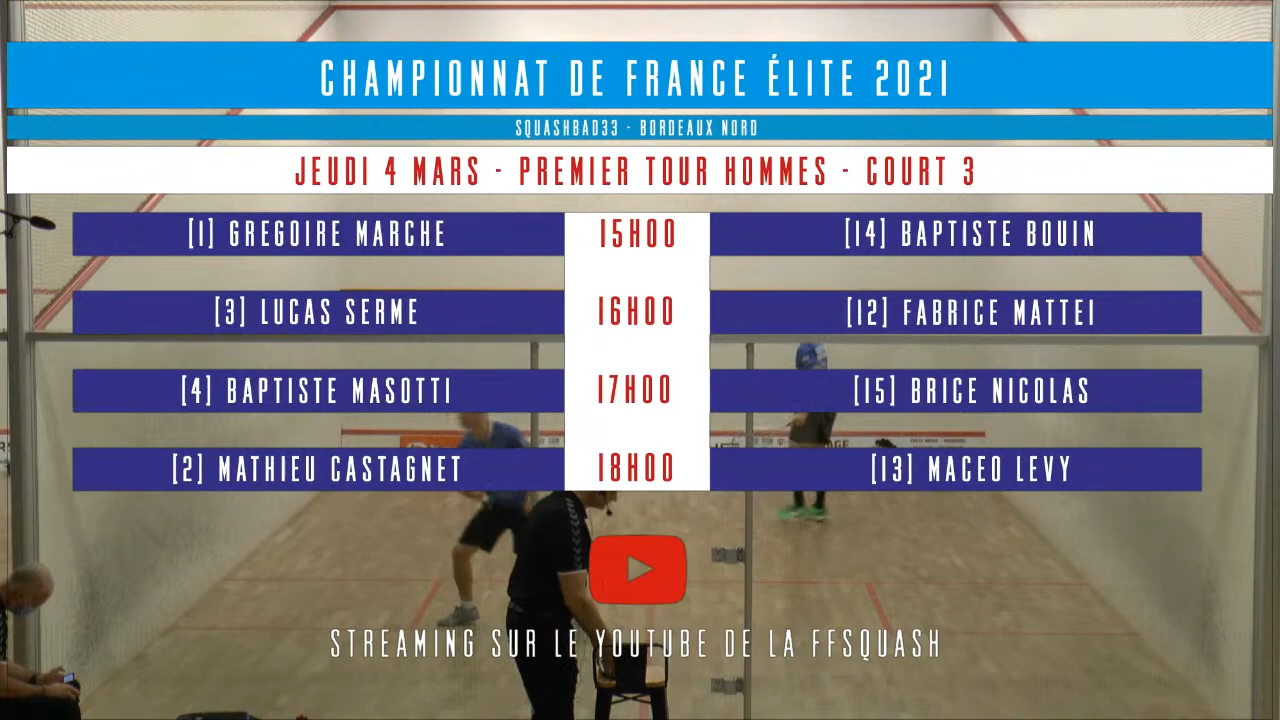 CHAMPIONNAT DE FRANCE ÉLITE 2021
SQUASHBAD33 - BORDEAUX NORD
JEUDI 4 MARS - PREMIER TOUR HOMMES - COURT 3
[1] GREGOIRE MARCHE 15H00 [14] BAPTISTE BOUIN
[3] LUCAS SERME 16H00 [12] FABRICE MATTEI
[4] BAPTISTE MASOTTI 17H00 [15] BRICE NICOLAS
[2] MATHIEU CASTAGNET 18H00 [13] MACEO LEVY
STREAMING SUR LE YOUTUBE DE LA FFSQUASH